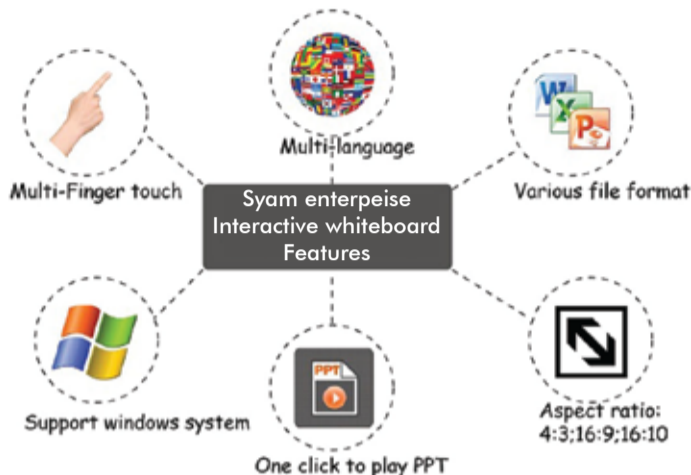 Multi-language
Multi-Finger touch
Various file format
Syam enterpeise
Interactive whiteboard
Features
W
X
P
Support windows system
PPT
One click to play PPT
Aspect ratio:
4:3;16:9;16:10